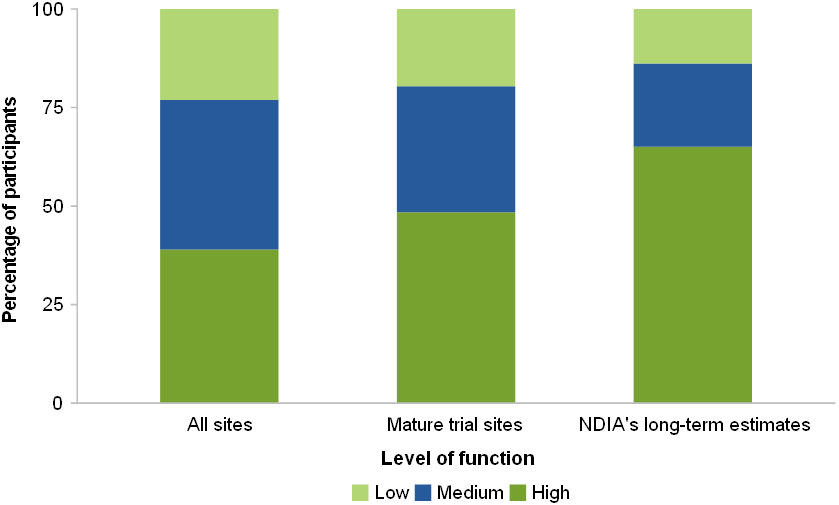 100
75
50
25
0
Percentage of participants
All sites
Mature trial sites
NDIA's long-term estimates
Level of function
Low
Medium
High